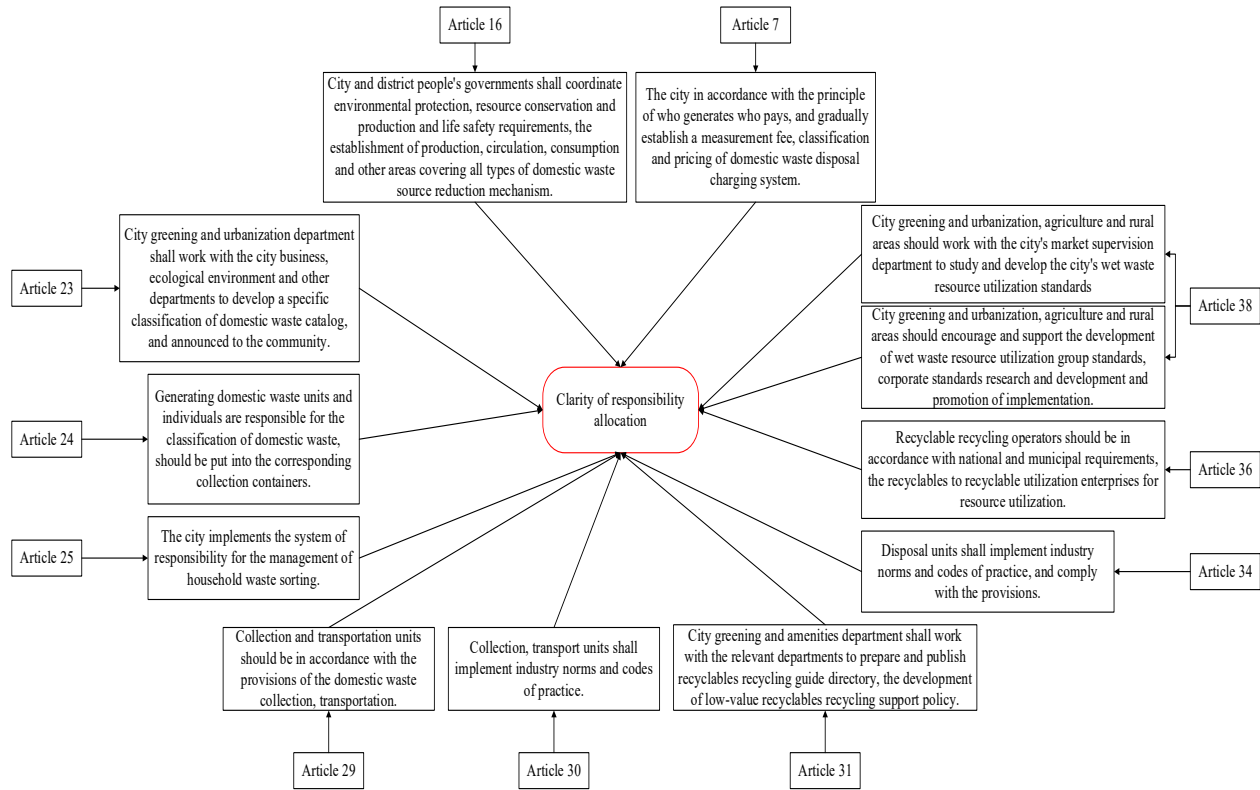 Article 16
Article 7
City and district people's governments shall coordinate
environmental protection, resource conservation and
production and life safety requirements, the
establishment of production, circulation, consumption
and other areas covering all types of domestic waste
source reduction mechanism.
The city in accordance with the principle
of who generates who pays, and gradually
establish a measurement fee, classification
and pricing of domestic waste disposal
charging system.
Article 23
City greening and urbanization department
shall work with the city business,
ecological environment and other
departments to develop a specific
classification of domestic waste catalog,
and announced to the community.
City greening and urbanization, agriculture and rural
areas should work with the city's market supervision
department to study and develop the city's wet waste
resource utilization standards
City greening and urbanization, agriculture and rural
areas should encourage and support the development
of wet waste resource utilization group standards,
corporate standards research and development and
promotion of implementation.
Article 38
Article 24
Generating domestic waste units and
individuals are responsible for the
classification of domestic waste,
should be put into the corresponding
collection containers.
Clarity of responsibility
allocation
Recyclable recycling operators should be in
accordance with national and municipal requirements,
the recyclables to recyclable utilization enterprises for
resource utilization.
Article 36
Article 25
The city implements the system of
responsibility for the management of
household waste sorting.
Disposal units shall implement industry
norms and codes of practice, and comply
with the provisions.
Article 34
Collection and transportation units
should be in accordance with the
provisions of the domestic waste
collection, transportation.
Collection, transport units shall
implement industry norms and codes
of practice.
City greening and amenities department shall work
with the relevant departments to prepare and publish
recyclables recycling guide directory, the development
of low-value recyclables recycling support policy.
Article 29
Article 30
Article 31